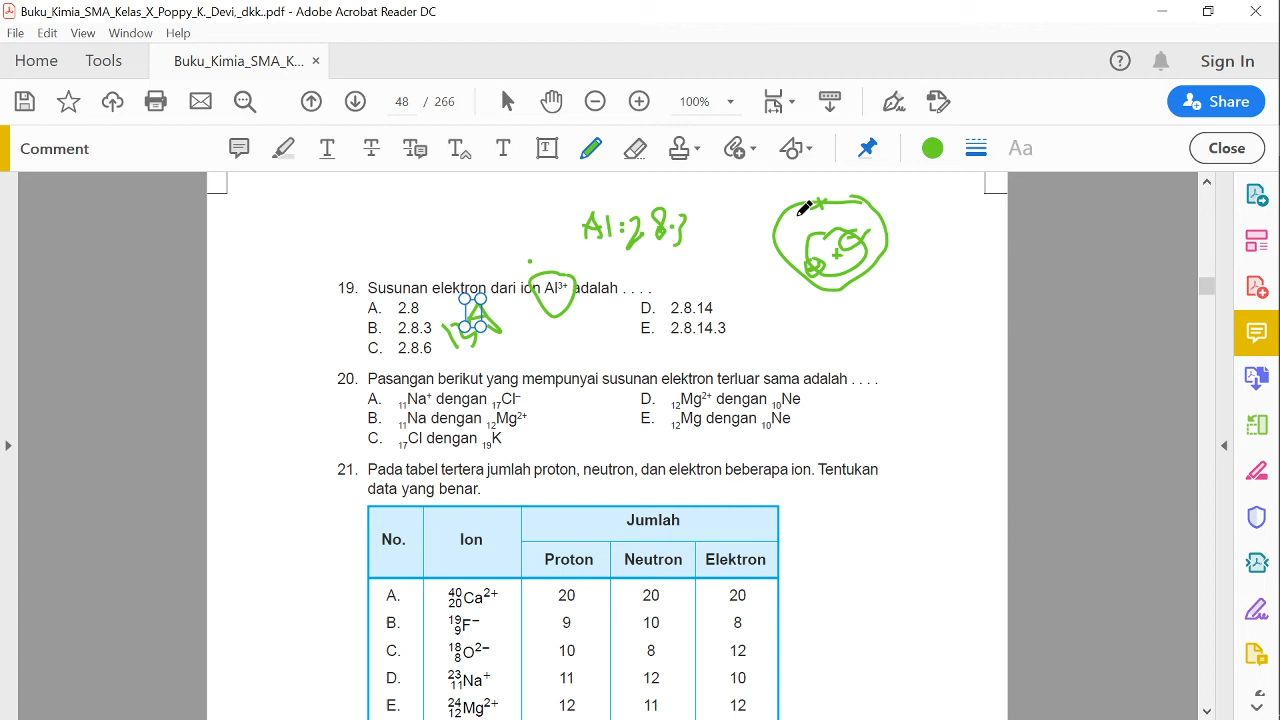 Buku_Kimia_SMA_Kelas_X_Poppy_K_Devi,_dkk..pdf - Adobe Acrobat Reader DC
File Edit View Window Help
Home Tools Buku_Kimia_SMA_K... × Sign In
48 / 266 100% Share
Comment Aa Close
Al : 2 8.3
19. Susunan elektron dari ion Al³⁺ adalah . . . .
A. 2.8 D. 2.8.14
B. 2.8.3 E. 2.8.14.3
C. 2.8.6
13 A
20. Pasangan berikut yang mempunyai susunan elektron terluar sama adalah . . . .
A. ₁₁Na⁺ dengan ₁₇Cl⁻ D. ₁₂Mg²⁺ dengan ₁₀Ne
B. ₁₁Na dengan ₁₂Mg²⁺ E. ₁₂Mg dengan ₁₀Ne
C. ₁₇Cl dengan ₁₉K
21. Pada tabel tertera jumlah proton, neutron, dan elektron beberapa ion. Tentukan
data yang benar.
No. Ion Jumlah
Proton Neutron Elektron
A. ⁴⁰₂₀Ca²⁺ 20 20 20
B. ¹⁹₉F⁻ 9 10 8
C. ¹⁸₈O²⁻ 10 8 12
D. ²³₁₁Na⁺ 11 12 10
E. ²⁴₁₂Mg²⁺ 12 11 12